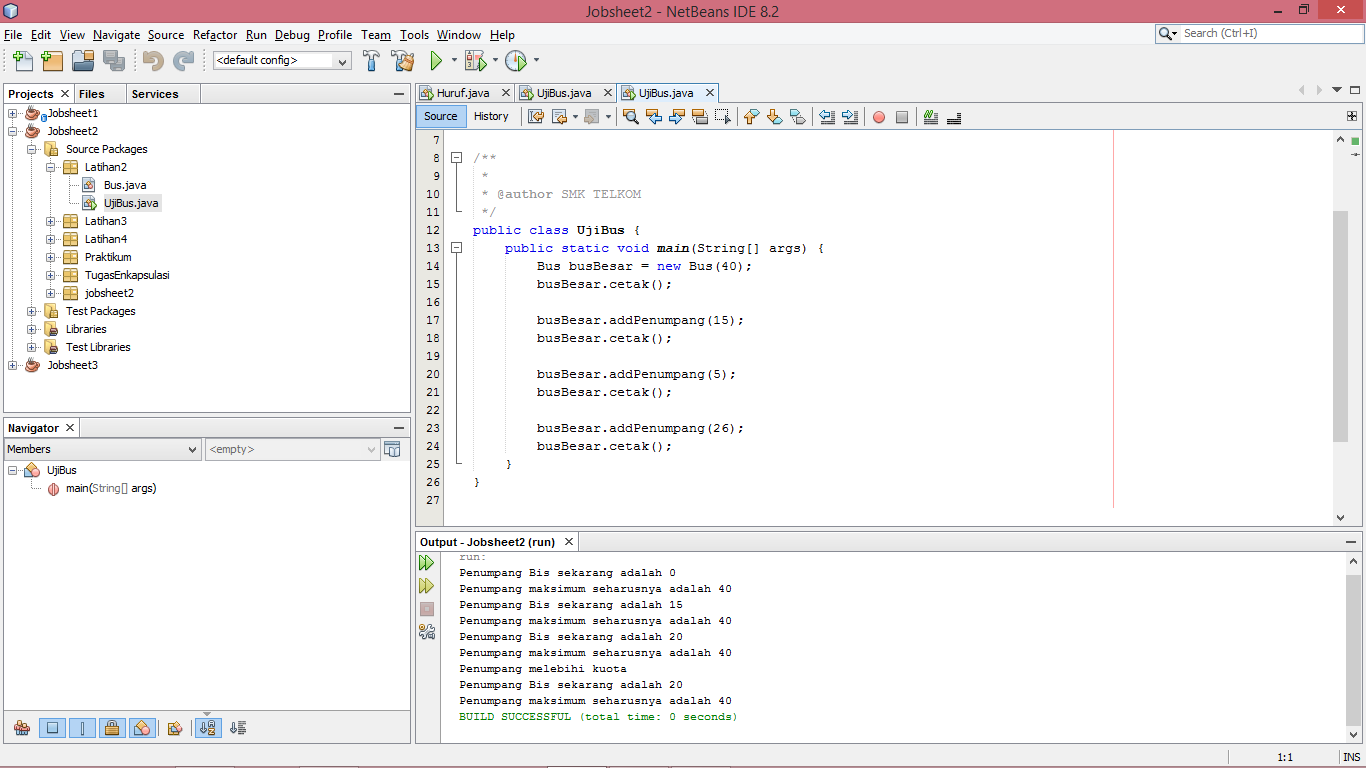 Jobsheet2 - NetBeans IDE 8.2
File Edit View Navigate Source Refactor Run Debug Profile Team Tools Window Help
Search (Ctrl+I)
<default config>
Projects Files Services
Jobsheet1
Jobsheet2
Source Packages
Latihan2
Bus.java
UjiBus.java
Latihan3
Latihan4
Praktikum
TugasEnkapsulasi
jobsheet2
Test Packages
Libraries
Test Libraries
Jobsheet3
Navigator
Members
<empty>
UjiBus
main(String[] args)
Huruf.java UjiBus.java UjiBus.java
Source History
7
8 /**
9 *
10 * @author SMK TELKOM
11 */
12 public class UjiBus {
13 public static void main(String[] args) {
14 Bus busBesar = new Bus(40);
15 busBesar.cetak();
16
17 busBesar.addPenumpang(15);
18 busBesar.cetak();
19
20 busBesar.addPenumpang(5);
21 busBesar.cetak();
22
23 busBesar.addPenumpang(26);
24 busBesar.cetak();
25 }
26 }
27
Output - Jobsheet2 (run)
run:
Penumpang Bis sekarang adalah 0
Penumpang maksimum seharusnya adalah 40
Penumpang Bis sekarang adalah 15
Penumpang maksimum seharusnya adalah 40
Penumpang Bis sekarang adalah 20
Penumpang maksimum seharusnya adalah 40
Penumpang melebihi kuota
Penumpang Bis sekarang adalah 20
Penumpang maksimum seharusnya adalah 40
BUILD SUCCESSFUL (total time: 0 seconds)
1:1 INS